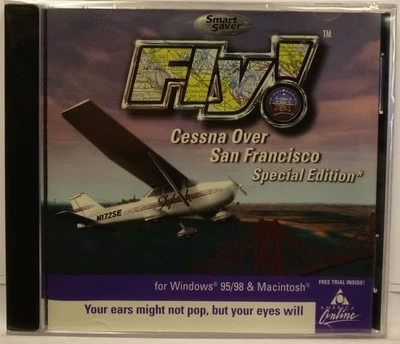 Smart
Saver
Fly!™
Cessna Over
San Francisco
Special Edition*
N172SE
Skyhawk
for Windows® 95/98 & Macintosh®
FREE TRIAL INSIDE!
AMERICA
Online
Your ears might not pop, but your eyes will